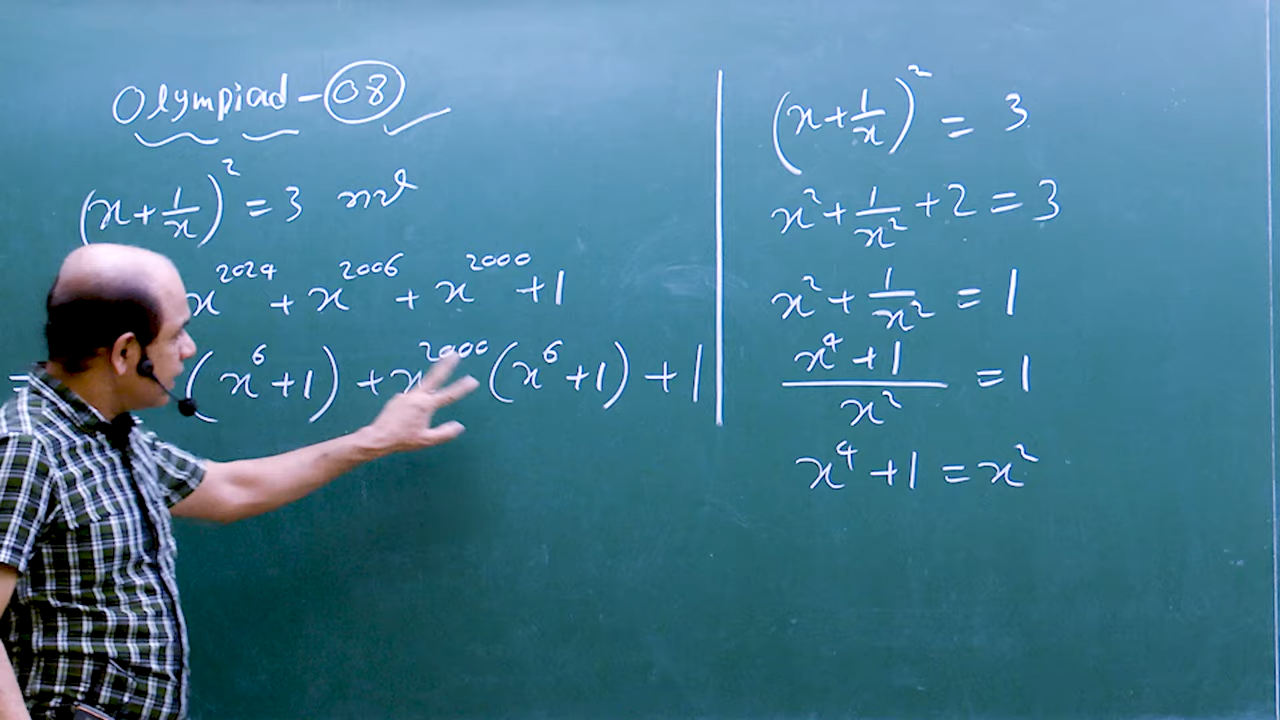 Olympiad - 08
(x + 1/x)² = 3
x²⁰²⁴ + x²⁰⁰⁶ + x²⁰⁰⁰ + 1
= (x⁶ + 1) + x²⁰⁰⁰ (x⁶ + 1) + 1
(x + 1/x)² = 3
x² + 1/x² + 2 = 3
x² + 1/x² = 1
(x⁴ + 1)/x² = 1
x⁴ + 1 = x²